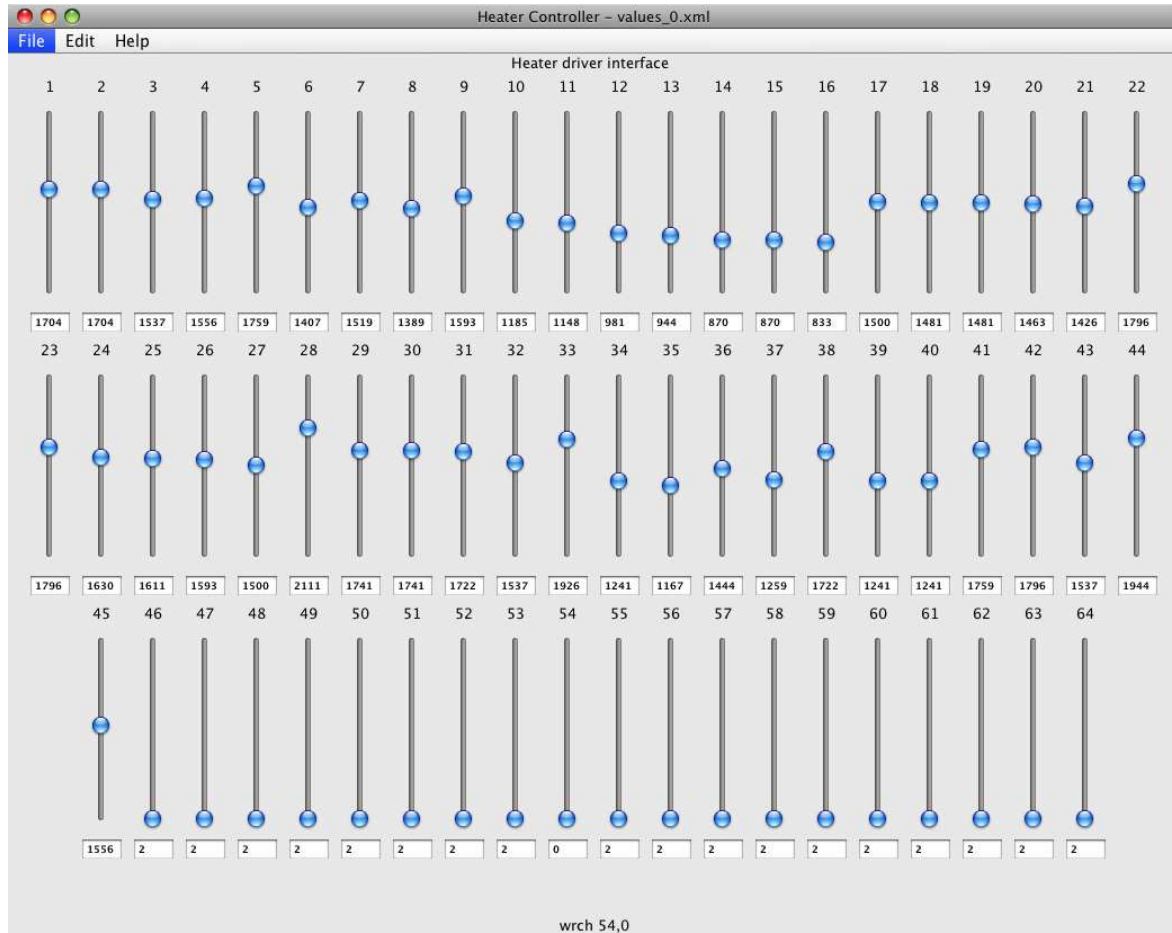 Heater Controller – values_0.xml
File Edit Help
Heater driver interface
1 2 3 4 5 6 7 8 9 10 11 12 13 14 15 16 17 18 19 20 21 22
1704 1704 1537 1556 1759 1407 1519 1389 1593 1185 1148 981 944 870 870 833 1500 1481 1481 1463 1426 1796
23 24 25 26 27 28 29 30 31 32 33 34 35 36 37 38 39 40 41 42 43 44
1796 1630 1611 1593 1500 2111 1741 1741 1722 1537 1926 1241 1167 1444 1259 1722 1241 1241 1759 1796 1537 1944
45 46 47 48 49 50 51 52 53 54 55 56 57 58 59 60 61 62 63 64
1556 2 2 2 2 2 2 2 2 0 2 2 2 2 2 2 2 2 2 2
wrch 54,0